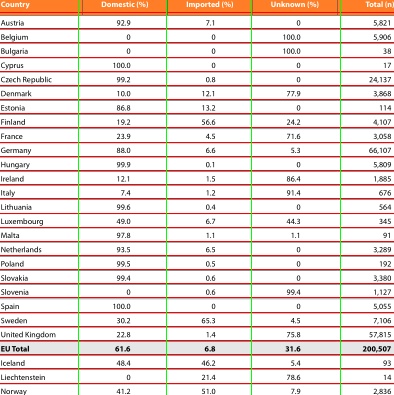 Country Domestic (%) Imported (%) Unknown (%) Total (n)
Austria 92.9 7.1 0 5,821
Belgium 0 0 100.0 5,906
Bulgaria 0 0 100.0 38
Cyprus 100.0 0 0 17
Czech Republic 99.2 0.8 0 24,137
Denmark 10.0 12.1 77.9 3,868
Estonia 86.8 13.2 0 114
Finland 19.2 56.6 24.2 4,107
France 23.9 4.5 71.6 3,058
Germany 88.0 6.6 5.3 66,107
Hungary 99.9 0.1 0 5,809
Ireland 12.1 1.5 86.4 1,885
Italy 7.4 1.2 91.4 676
Lithuania 99.6 0.4 0 564
Luxembourg 49.0 6.7 44.3 345
Malta 97.8 1.1 1.1 91
Netherlands 93.5 6.5 0 3,289
Poland 99.5 0.5 0 192
Slovakia 99.4 0.6 0 3,380
Slovenia 0 0.6 99.4 1,127
Spain 100.0 0 0 5,055
Sweden 30.2 65.3 4.5 7,106
United Kingdom 22.8 1.4 75.8 57,815
EU Total 61.6 6.8 31.6 200,507
Iceland 48.4 46.2 5.4 93
Liechtenstein 0 21.4 78.6 14
Norway 41.2 51.0 7.9 2,836